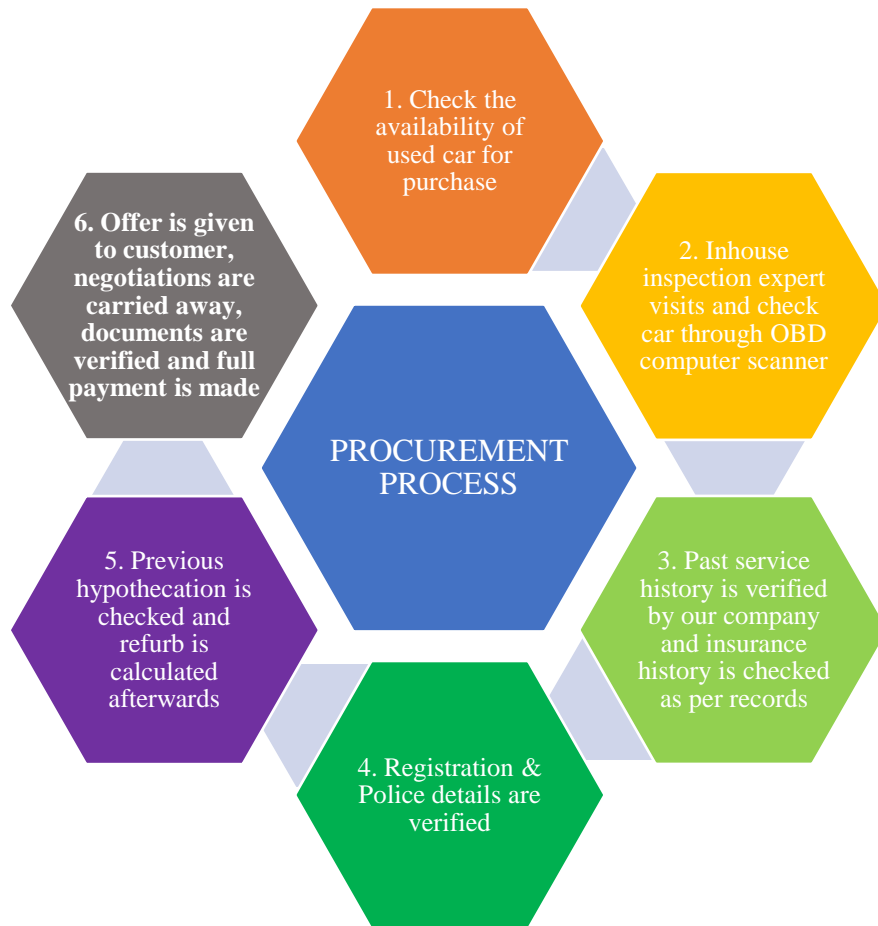 1. Check the
availability of
used car for
purchase
2. Inhouse
inspection expert
visits and check
car through OBD
computer scanner
3. Past service
history is verified
by our company
and insurance
history is checked
as per records
4. Registration &
Police details are
verified
5. Previous
hypothecation is
checked and
refurb is
calculated
afterwards
6. Offer is given
to customer,
negotiations are
carried away,
documents are
verified and full
payment is made
PROCUREMENT
PROCESS